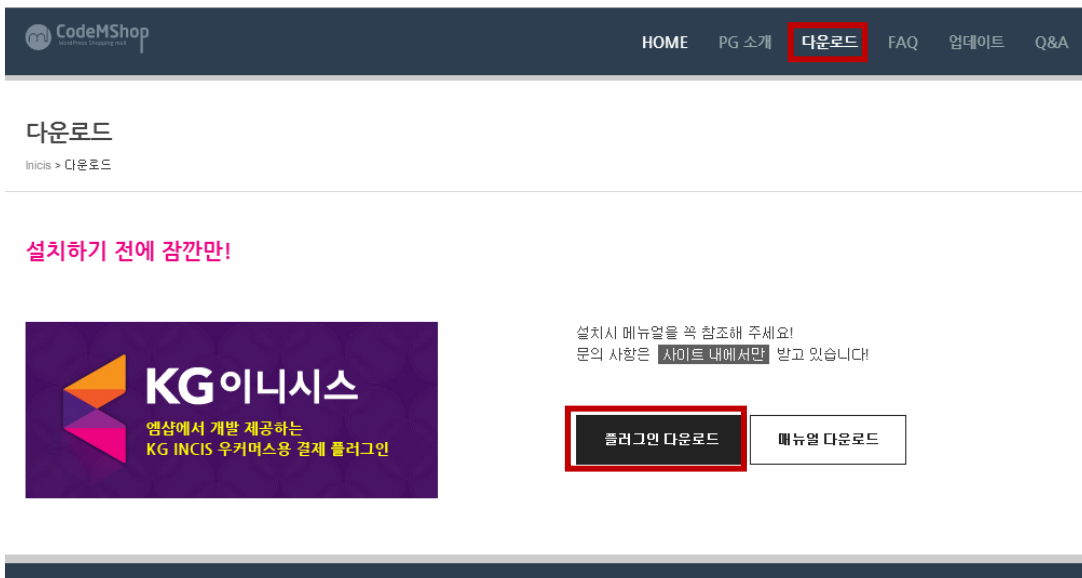 CodeMShop
WordPress Shopping mall
HOME PG 소개 다운로드 FAQ 업데이트 Q&A
다운로드
Inicis > 다운로드
설치하기 전에 잠깐만!
KG이니시스
엠샵에서 개발 제공하는
KG INCIS 우커머스용 결제 플러그인
설치시 메뉴얼을 꼭 참조해 주세요!
문의 사항은 사이트 내에서만 받고 있습니다!
플러그인 다운로드 매뉴얼 다운로드